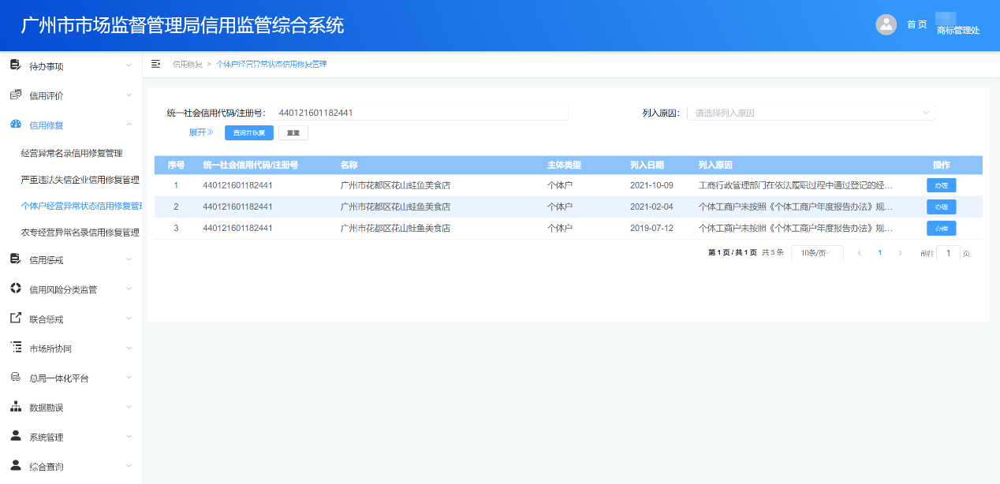 广州市市场监督管理局信用监管综合系统
首页
商标管理处
待办事项
信用评价
信用修复
经营异常名录信用修复管理
严重违法失信企业信用修复管理
个体户经营异常状态信用修复管
农专经营异常名录信用修复管理
信用惩戒
信用风险分类监管
联合惩戒
市场所协同
总局一体化平台
数据勘误
系统管理
综合查询
信用修复 > 个体户经营异常状态信用修复管理
统一社会信用代码/注册号: 440121601182441 列入原因: 请选择列入原因
展开 查询并恢复 重置
序号 统一社会信用代码/注册号 名称 主体类型 列入日期 列入原因 操作
1 440121601182441 广州市花都区花山蛙鱼美食店 个体户 2021-10-09 工商行政管理部门在依法履职过程中通过登记的经... 办理
2 440121601182441 广州市花都区花山蛙鱼美食店 个体户 2021-02-04 个体工商户未按照《个体工商户年度报告办法》规... 办理
3 440121601182441 广州市花都区花山蛙鱼美食店 个体户 2019-07-12 个体工商户未按照《个体工商户年度报告办法》规... 办理
第1页/共1页 共3条 10条/页 < 1 > 前往 1 页